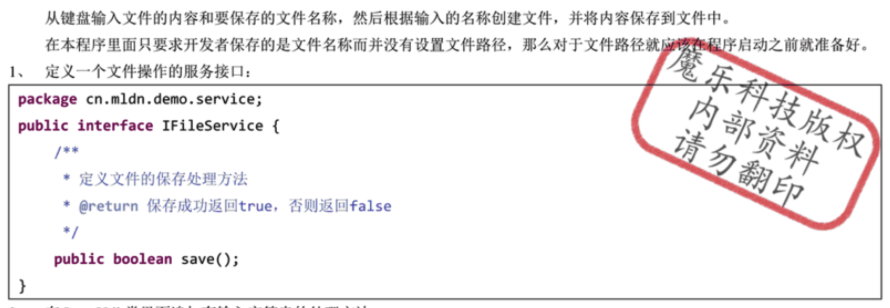 从键盘输入文件的内容和要保存的文件名称，然后根据输入的名称创建文件，并将内容保存到文件中。
在本程序里面只要求开发者保存的是文件名称而并没有设置文件路径，那么对于文件路径就应该在程序启动之前就准备好。
1、 定义一个文件操作的服务接口：
package cn.mldn.demo.service;
public interface IFileService {
/**
* 定义文件的保存处理方法
* @return 保存成功返回true，否则返回false
*/
public boolean save();
}
魔乐科技版权
内部资料
请勿翻印